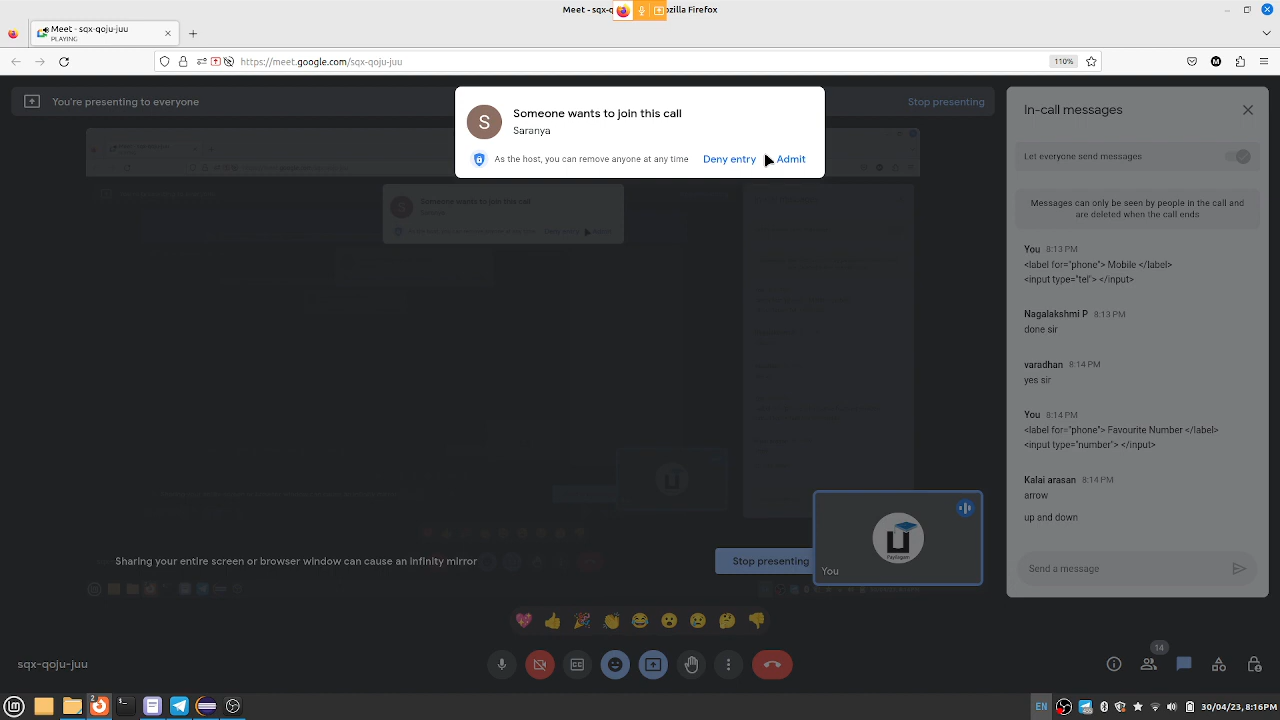 Meet - sqx-qo
ozilla Firefox
Meet - sqx-qoju-juu
PLAYING
https://meet.google.com/sqx-qoju-juu
110%
You're presenting to everyone
Stop presenting
Someone wants to join this call
S
Saranya
As the host, you can remove anyone at any time
Deny entry
Admit
In-call messages
Let everyone send messages
Messages can only be seen by people in the call and
are deleted when the call ends
You 8:13 PM
<label for="phone"> Mobile </label>
<input type="tel"> </input>
Nagalakshmi P 8:13 PM
done sir
varadhan 8:14 PM
yes sir
You 8:14 PM
<label for="phone"> Favourite Number </label>
<input type="number"> </input>
Kalai arasan 8:14 PM
arrow
up and down
Send a message
Sharing your entire screen or browser window can cause an infinity mirror
Stop presenting
You
sqx-qoju-juu
14
2
EN
30/04/23, 8:16PM